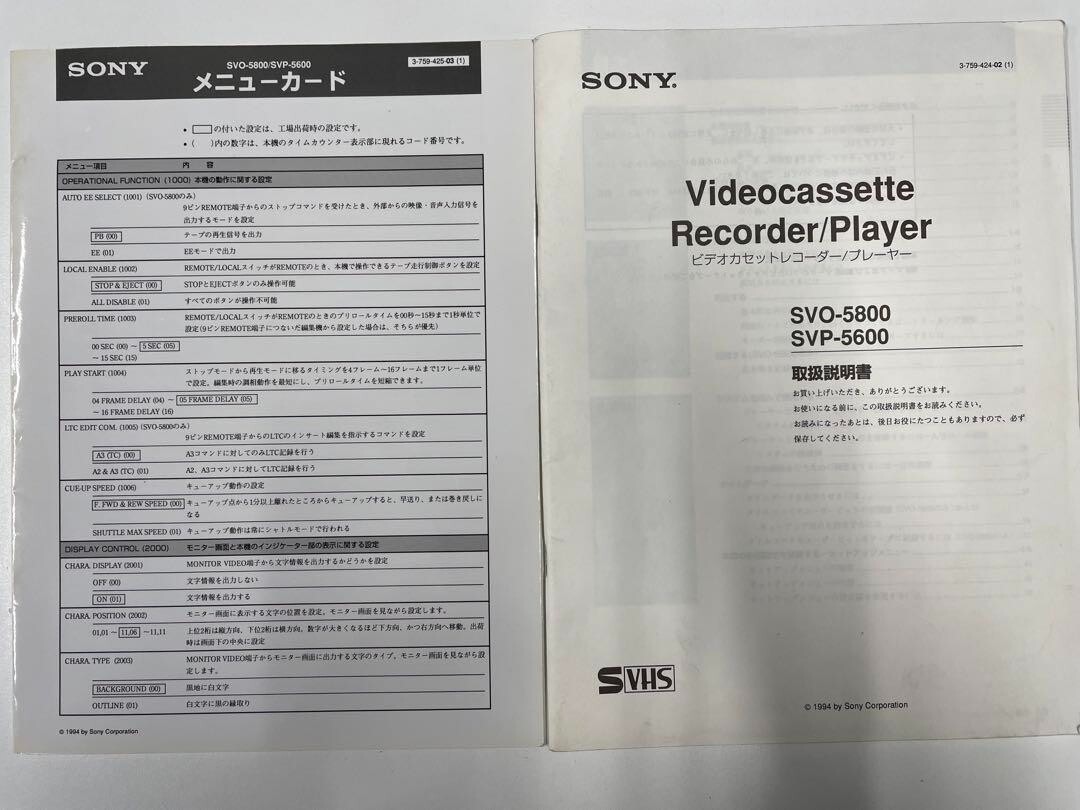 SONY
SVO-5800/SVP-5600
メニューカード
3-759-425-03 (1)
• の付いた設定は、工場出荷時の設定です。
• ( )内の数字は、本機のタイムカウンター表示部に現れるコード番号です。
メニュー項目 内 容
OPERATIONAL FUNCTION (1000) 本機の動作に関する設定
AUTO EE SELECT (1001) (SVO-5800のみ)
9ピンREMOTE端子からのストップコマンドを受けたとき、外部からの映像・音声入力信号を
出力するモードを設定
PB (00) テープの再生信号を出力
EE (01) EEモードで出力
LOCAL ENABLE (1002) REMOTE/LOCALスイッチがREMOTEのとき、本機で操作できるテープ走行制御ボタンを設定
STOP & EJECT (00) STOPとEJECTボタンのみ操作可能
ALL DISABLE (01) すべてのボタンが操作不可能
PREROLL TIME (1003) REMOTE/LOCALスイッチがREMOTEのときのプリロールタイムを00秒〜15秒まで1秒単位で
設定(9ピンREMOTE端子につないだ編集機から設定した場合は、そちらが優先)
00 SEC (00) 〜 5 SEC (05)
〜 15 SEC (15)
PLAY START (1004) ストップモードから再生モードに移るタイミングを4フレーム〜16フレームまで1フレーム単位
で設定。編集時の調相動作を最短にし、プリロールタイムを短縮できます。
04 FRAME DELAY (04) 〜 05 FRAME DELAY (05)
〜 16 FRAME DELAY (16)
LTC EDIT COM. (1005) (SVO-5800のみ)
9ピンREMOTE端子からのLTCのインサート編集を指示するコマンドを設定
A3 (TC) (00) A3コマンドに対してのみLTC記録を行う
A2 & A3 (TC) (01) A2、A3コマンドに対してLTC記録を行う
CUE-UP SPEED (1006) キューアップ動作の設定
F. FWD & REW SPEED (00) キューアップ点から1分以上離れたところからキューアップすると、早送り、または巻き戻しに
なる
SHUTTLE MAX SPEED (01) キューアップ動作は常にシャトルモードで行われる
DISPLAY CONTROL (2000) モニター画面と本機のインジケーター部の表示に関する設定
CHARA. DISPLAY (2001) MONITOR VIDEO端子から文字情報を出力するかどうかを設定
OFF (00) 文字情報を出力しない
ON (01) 文字情報を出力する
CHARA. POSITION (2002) モニター画面に表示する文字の位置を設定。モニター画面を見ながら設定します。
01,01 〜 11,06 〜11,11 上位2桁は縦方向、下位2桁は横方向。数字が大きくなるほど下方向、かつ右方向へ移動。出荷
時は画面下の中央に設定
CHARA. TYPE (2003) MONITOR VIDEO端子からモニター画面に出力する文字のタイプ。モニター画面を見ながら設
定します。
BACKGROUND (00) 黒地に白文字
OUTLINE (01) 白文字に黒の縁取り
© 1994 by Sony Corporation
SONY®
3-759-424-02 (1)
Videocassette
Recorder/Player
ビデオカセットレコーダー/プレーヤー
SVO-5800
SVP-5600
取扱説明書
お買い上げいただき、ありがとうございます。
お使いになる前に、この取扱説明書をお読みください。
お読みになったあとは、後日お役にたつこともありますので、必ず
保存してください。
S VHS
© 1994 by Sony Corporation